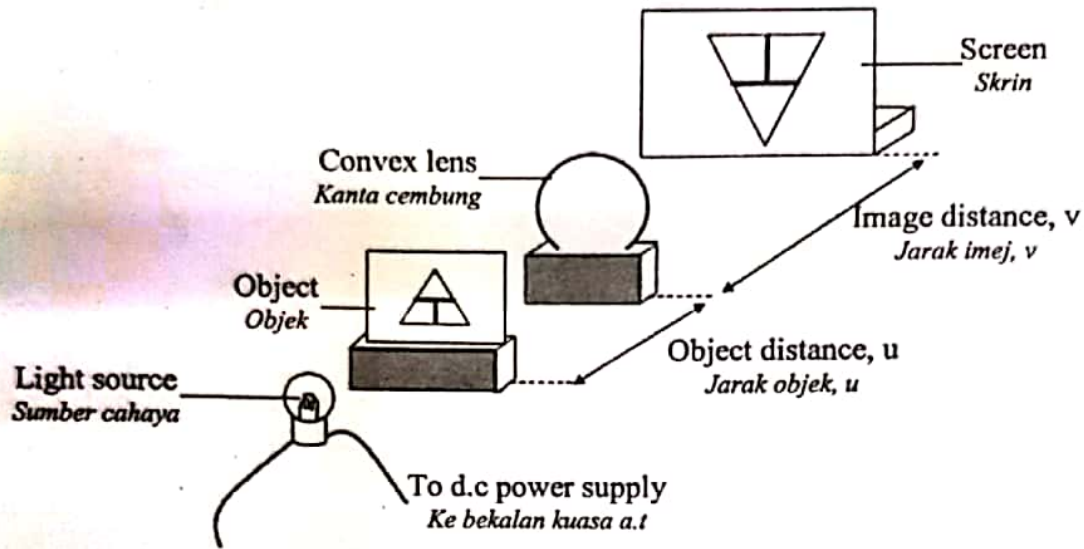 Screen
Skrin
Convex lens
Kanta cembung
Image distance, v
Jarak imej, v
Object
Objek
Object distance, u
Jarak objek, u
Light source
Sumber cahaya
To d.c power supply
Ke bekalan kuasa a.t